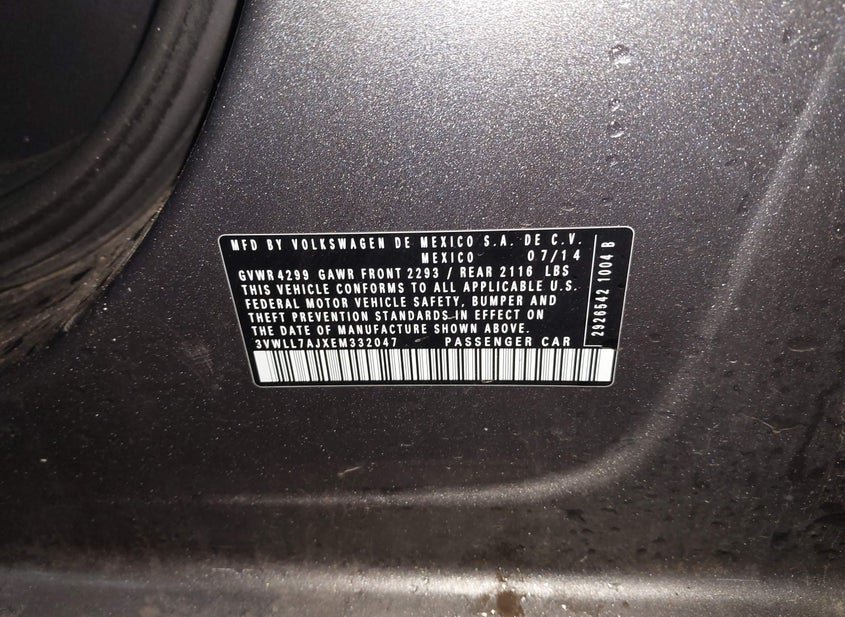 MFD BY VOLKSWAGEN DE MEXICO S.A. DE C.V.
MEXICO 07/14
GVWR 4299 GAWR FRONT 2293 / REAR 2116 LBS
THIS VEHICLE CONFORMS TO ALL APPLICABLE U.S.
FEDERAL MOTOR VEHICLE SAFETY, BUMPER AND
THEFT PREVENTION STANDARDS IN EFFECT ON
THE DATE OF MANUFACTURE SHOWN ABOVE.
3VWLL7AJXEM332047 PASSENGER CAR
2926542 1004 B